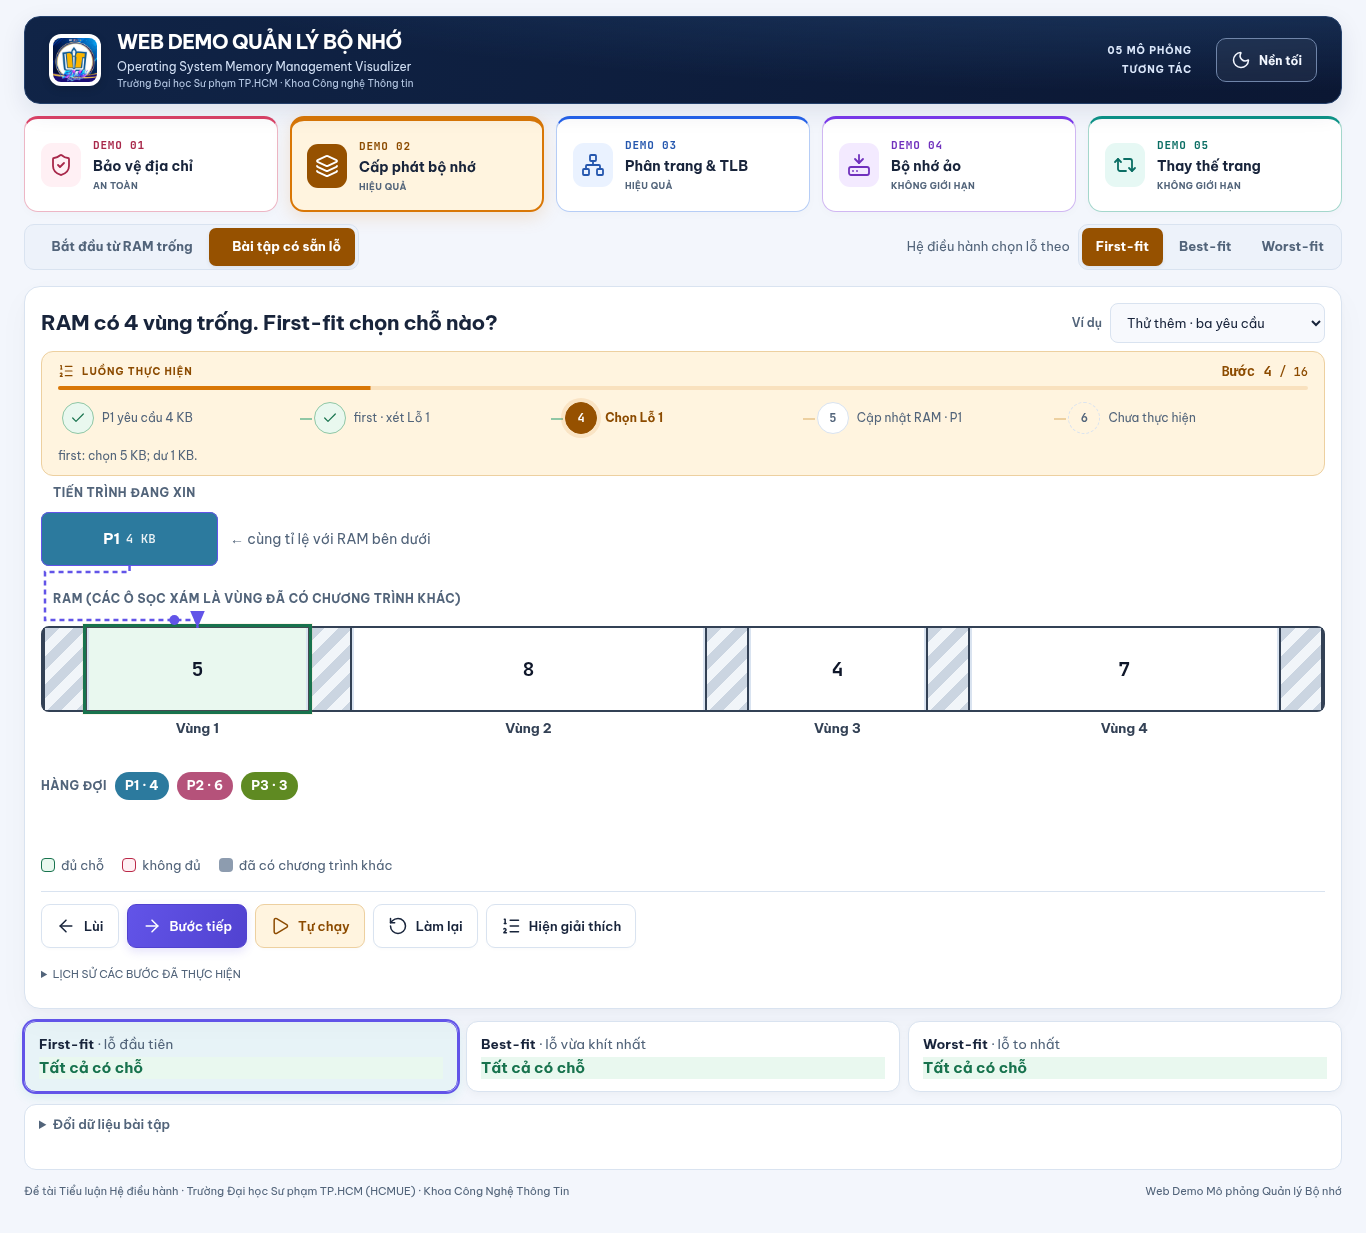 WEB DEMO QUẢN LÝ BỘ NHỚ
Operating System Memory Management Visualizer
Trường Đại học Sư phạm TP.HCM · Khoa Công nghệ Thông tin
05 MÔ PHỎNG
TƯƠNG TÁC
Nền tối
DEMO 01
Bảo vệ địa chỉ
AN TOÀN
DEMO 02
Cấp phát bộ nhớ
HIỆU QUẢ
DEMO 03
Phân trang & TLB
HIỆU QUẢ
DEMO 04
Bộ nhớ ảo
KHÔNG GIỚI HẠN
DEMO 05
Thay thế trang
KHÔNG GIỚI HẠN
Bắt đầu từ RAM trống
Bài tập có sẵn lỗ
Hệ điều hành chọn lỗ theo
First-fit
Best-fit
Worst-fit
RAM có 4 vùng trống. First-fit chọn chỗ nào?
Ví dụ
Thử thêm · ba yêu cầu
LUỒNG THỰC HIỆN
Bước 4 / 16
P1 yêu cầu 4 KB
first · xét Lỗ 1
4
Chọn Lỗ 1
5
Cập nhật RAM · P1
6
Chưa thực hiện
first: chọn 5 KB; dư 1 KB.
TIẾN TRÌNH ĐANG XIN
P1 4 KB
← cùng tỉ lệ với RAM bên dưới
RAM (CÁC Ô SỌC XÁM LÀ VÙNG ĐÃ CÓ CHƯƠNG TRÌNH KHÁC)
5
8
4
7
Vùng 1
Vùng 2
Vùng 3
Vùng 4
HÀNG ĐỢI
P1 · 4
P2 · 6
P3 · 3
đủ chỗ
không đủ
đã có chương trình khác
Lùi
Bước tiếp
Tự chạy
Làm lại
Hiện giải thích
LỊCH SỬ CÁC BƯỚC ĐÃ THỰC HIỆN
First-fit · lỗ đầu tiên
Tất cả có chỗ
Best-fit · lỗ vừa khít nhất
Tất cả có chỗ
Worst-fit · lỗ to nhất
Tất cả có chỗ
Đổi dữ liệu bài tập
Đề tài Tiểu luận Hệ điều hành · Trường Đại học Sư phạm TP.HCM (HCMUE) · Khoa Công Nghệ Thông Tin
Web Demo Mô phỏng Quản lý Bộ nhớ